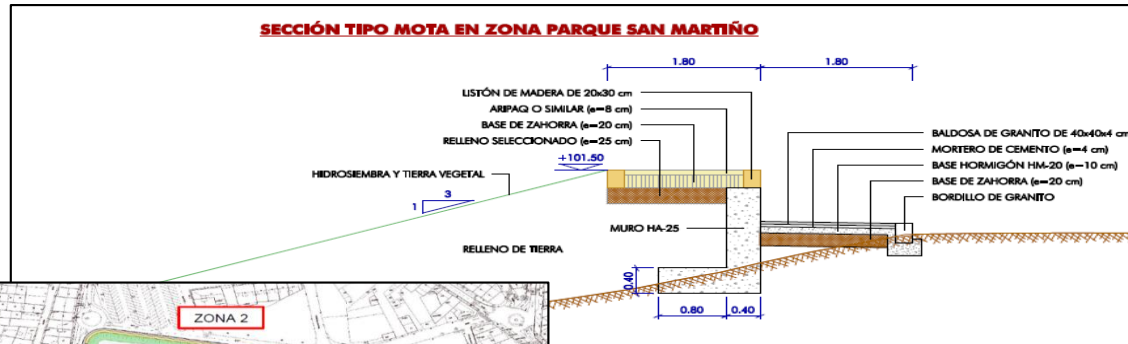 SECCIÓN TIPO MOTA EN ZONA PARQUE SAN MARTIÑO
1.80
1.80
LISTÓN DE MADERA DE 20x30 cm
ARIPAQ O SIMILAR (e=8 cm)
BASE DE ZAHORRA (e=20 cm)
RELLENO SELECCIONADO (e=25 cm)
+101.50
HIDROSIEMBRA Y TIERRA VEGETAL
3
1
BALDOSA DE GRANITO DE 40x40x4 cm
MORTERO DE CEMENTO (e=4 cm)
BASE HORMIGÓN HM-20 (e=10 cm)
BASE DE ZAHORRA (e=20 cm)
BORDILLO DE GRANITO
MURO HA-25
RELLENO DE TIERRA
0.40
0.80
0.40
ZONA 2